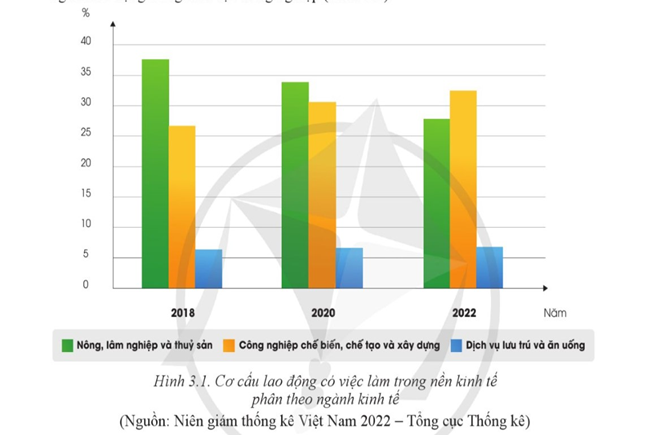 %
40
35
30
25
20
15
10
5
0
2018 2020 2022 Năm
Nông, lâm nghiệp và thuỷ sản Công nghiệp chế biến, chế tạo và xây dựng Dịch vụ lưu trú và ăn uống
Hình 3.1. Cơ cấu lao động có việc làm trong nền kinh tế
phân theo ngành kinh tế
(Nguồn: Niên giám thống kê Việt Nam 2022 – Tổng cục Thống kê)